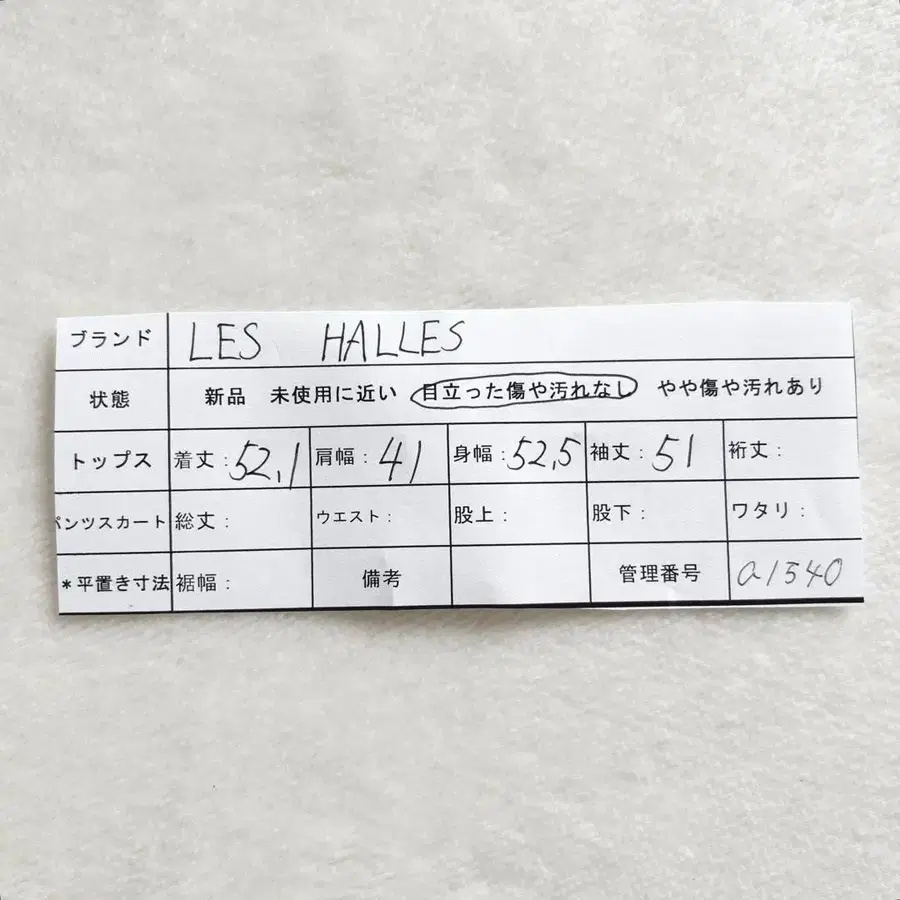 ブランド LES HALLES
状態 新品 未使用に近い 目立った傷や汚れなし やや傷や汚れあり
トップス 着丈: 52,1 肩幅: 41 身幅: 52,5 袖丈: 51 裄丈:
パンツスカート 総丈: ウエスト: 股上: 股下: ワタリ:
*平置き寸法 裾幅: 備考 管理番号 a1540